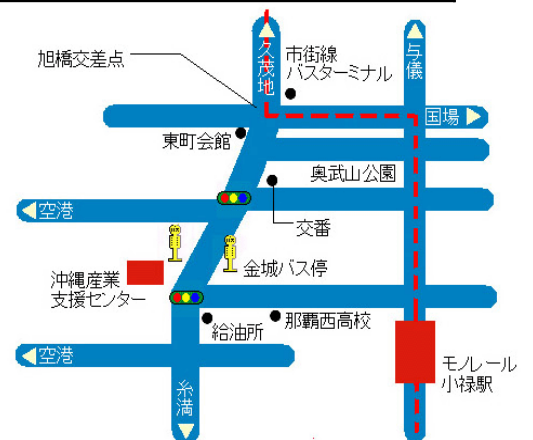 久茂地
与儀
旭橋交差点
市街線
バスターミナル
国場
東町会館
奥武山公園
空港
交番
金城バス停
沖縄産業
支援センター
給油所
那覇西高校
空港
モノレール
小禄駅
糸満